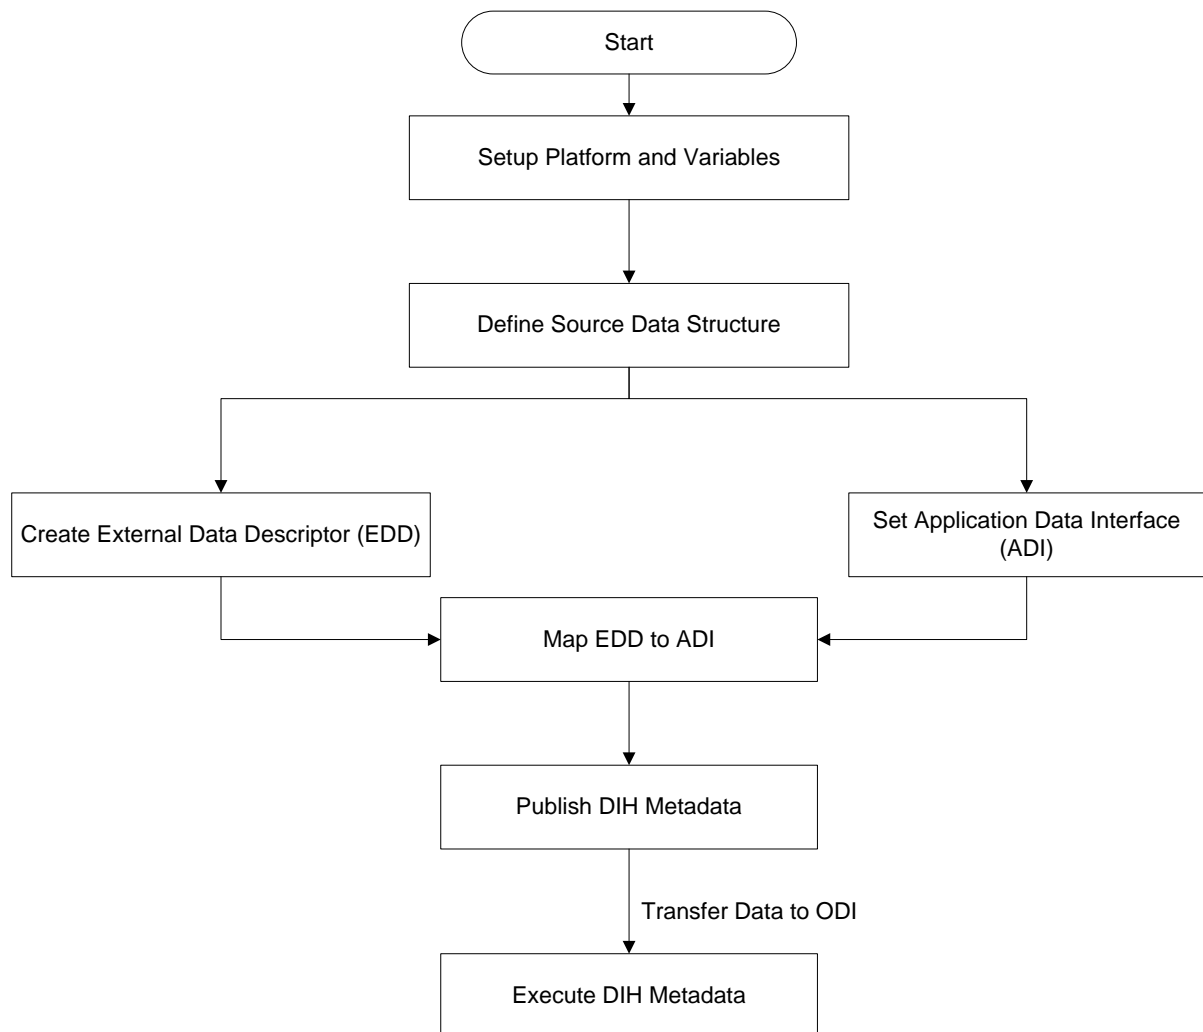 Start
Setup Platform and Variables
Define Source Data Structure
Create External Data Descriptor (EDD)
Set Application Data Interface
(ADI)
Map EDD to ADI
Publish DIH Metadata
Transfer Data to ODI
Execute DIH Metadata